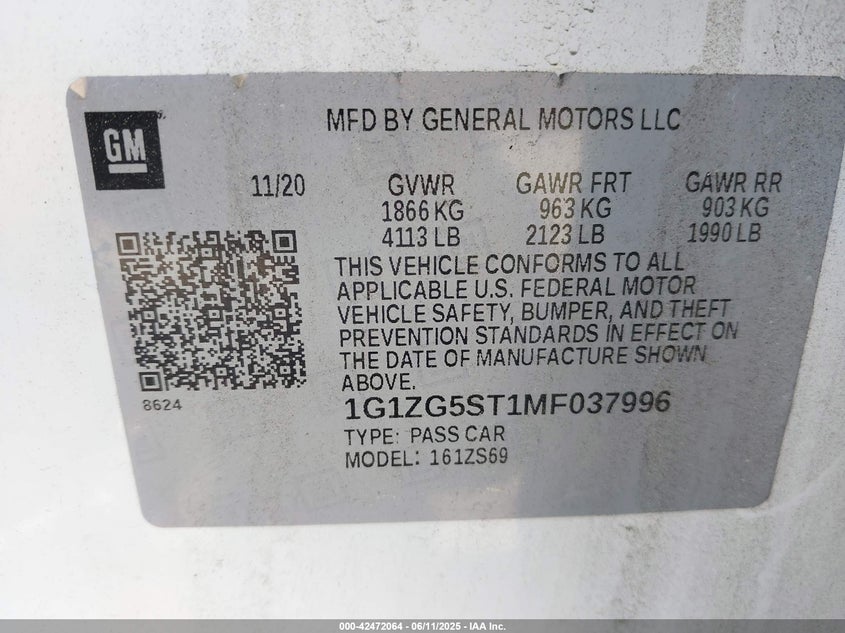 MFD BY GENERAL MOTORS LLC
GM
11/20 GVWR GAWR FRT GAWR RR
1866 KG 963 KG 903 KG
4113 LB 2123 LB 1990 LB
THIS VEHICLE CONFORMS TO ALL
APPLICABLE U.S. FEDERAL MOTOR
VEHICLE SAFETY, BUMPER, AND THEFT
PREVENTION STANDARDS IN EFFECT ON
THE DATE OF MANUFACTURE SHOWN
ABOVE.
8624
1G1ZG5ST1MF037996
TYPE: PASS CAR
MODEL: 161ZS69
000-42472064 - 06/11/2025 - IAA Inc.